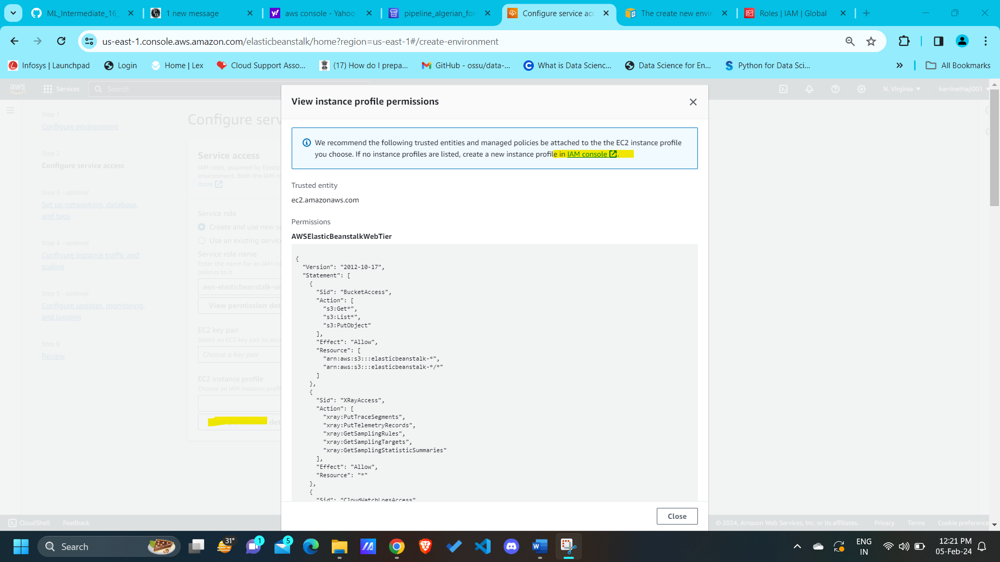 ML_Intermediate_16_
1 new message
aws console - Yahoo
pipeline_algerian_for
Configure service acc
The create new envir
Roles | IAM | Global
us-east-1.console.aws.amazon.com/elasticbeanstalk/home?region=us-east-1#/create-environment
Infosys | Launchpad
Login
Home | Lex
Cloud Support Asso...
(17) How do I prepa...
GitHub - ossu/data-...
What is Data Scienc...
Data Science for En...
Python for Data Sci...
All Bookmarks
aws
Services
Search
N. Virginia
karrinethaji001
Step 1
Configure environment
Step 2
Configure service access
Step 3 - optional
Set up networking, database,
and tags
Step 4 - optional
Configure instance traffic and
scaling
Step 5 - optional
Configure updates, monitoring,
and logging
Step 6
Review
Configure serv
Service access
IAM roles, assumed by Elastic
environment. Both the IAM ro
more
Service role
Create and use new se
Use an existing service
Service role name
Enter the name for an IAM ro
policies to it.
aws-elasticbeanstalk-se
View permission det
EC2 key pair
Select an EC2 key pair to secu
Choose a key pair
EC2 instance profile
Choose an IAM instance profil
View permission det
View instance profile permissions
We recommend the following trusted entities and managed policies be attached to the the EC2 instance profile
you choose. If no instance profiles are listed, create a new instance profile in IAM console.
Trusted entity
ec2.amazonaws.com
Permissions
AWSElasticBeanstalkWebTier
{
"Version": "2012-10-17",
"Statement": [
{
"Sid": "BucketAccess",
"Action": [
"s3:Get*",
"s3:List*",
"s3:PutObject"
],
"Effect": "Allow",
"Resource": [
"arn:aws:s3:::elasticbeanstalk-*",
"arn:aws:s3:::elasticbeanstalk-*/*"
]
},
{
"Sid": "XRayAccess",
"Action": [
"xray:PutTraceSegments",
"xray:PutTelemetryRecords",
"xray:GetSamplingRules",
"xray:GetSamplingTargets",
"xray:GetSamplingStatisticSummaries"
],
"Effect": "Allow",
"Resource": "*"
},
{
"Sid": "CloudWatchLogsAccess"
Close
CloudShell
Feedback
© 2024, Amazon Web Services, Inc. or its affiliates.
Privacy
Terms
Cookie preference
Search
31°
1
5
ENG
IN
12:21 PM
05-Feb-24